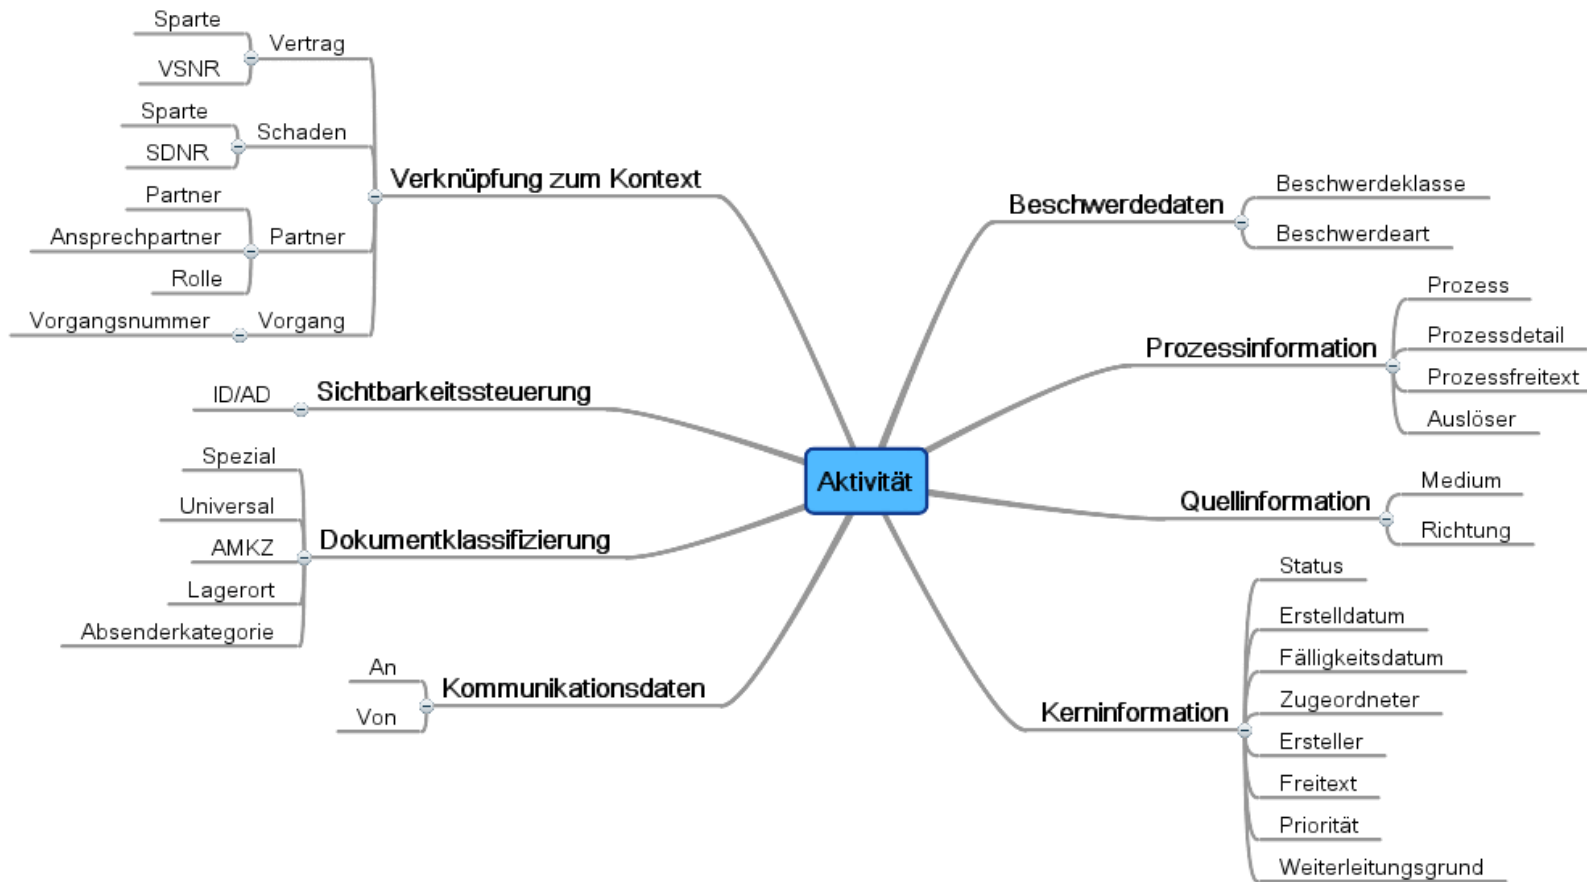 Sparte
Vertrag
VSNR
Sparte
Schaden
SDNR
Verknüpfung zum Kontext
Partner
Ansprechpartner
Partner
Rolle
Vorgangsnummer
Vorgang
ID/AD
Sichtbarkeitssteuerung
Spezial
Universal
Dokumentklassifizierung
AMKZ
Lagerort
Absenderkategorie
An
Kommunikationsdaten
Von
Aktivität
Beschwerdedaten
Beschwerdeklasse
Beschwerdeart
Prozessinformation
Prozess
Prozessdetail
Prozessfreitext
Auslöser
Quellinformation
Medium
Richtung
Kerninformation
Status
Erstelldatum
Fälligkeitsdatum
Zugeordneter
Ersteller
Freitext
Priorität
Weiterleitungsgrund